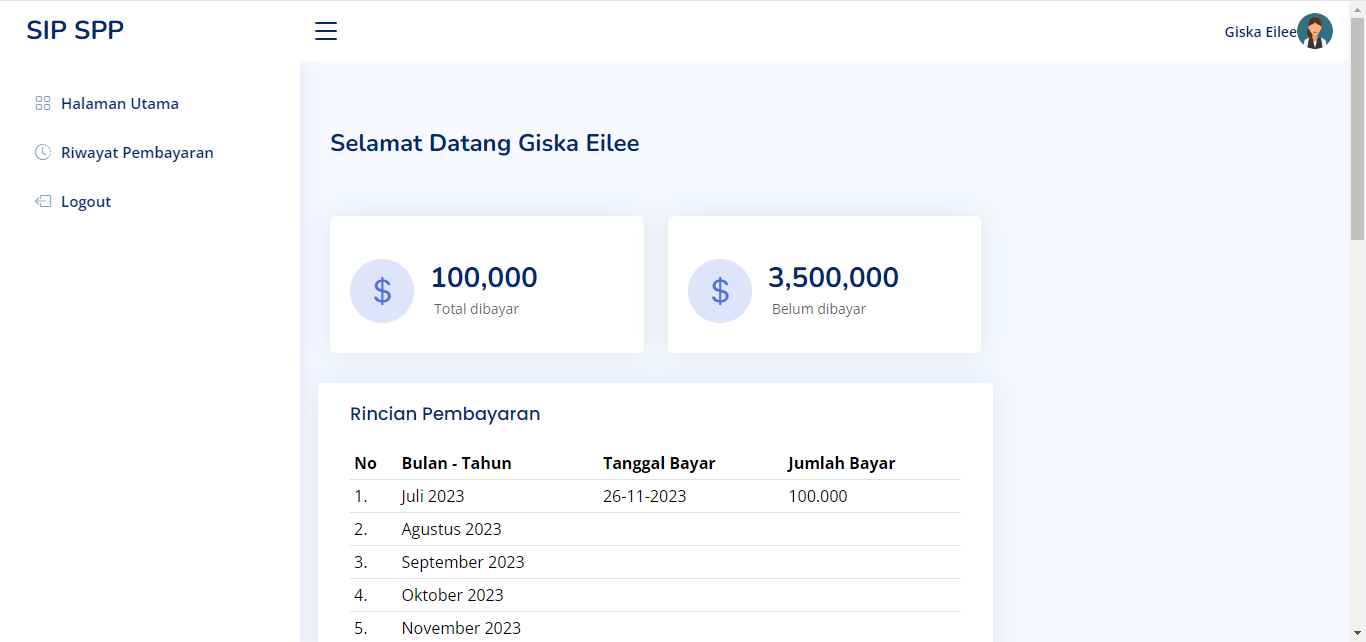 SIP SPP
Giska Eilee
Halaman Utama
Riwayat Pembayaran
Logout
Selamat Datang Giska Eilee
$ 100,000
Total dibayar
$ 3,500,000
Belum dibayar
Rincian Pembayaran
No Bulan - Tahun Tanggal Bayar Jumlah Bayar
1. Juli 2023 26-11-2023 100.000
2. Agustus 2023
3. September 2023
4. Oktober 2023
5. November 2023